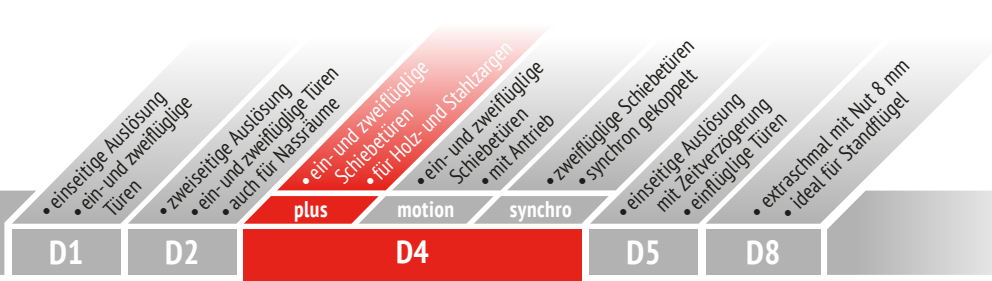 • einseitige Auslösung
• ein- und zweiflüglige
Türen
• zweiseitige Auslösung
• ein- und zweiflüglige Türen
• auch für Nassräume
• ein- und zweiflüglige
Schiebetüren
• für Holz- und Stahlzargen
• ein- und zweiflüglige
Schiebetüren
• mit Antrieb
• zweiflüglige Schiebetüren
• synchron gekoppelt
• einseitige Auslösung
mit Zeitverzögerung
• einflüglige Türen
• extraschmal mit Nut 8 mm
• ideal für Standflügel
plus
motion
synchro
D1
D2
D4
D5
D8